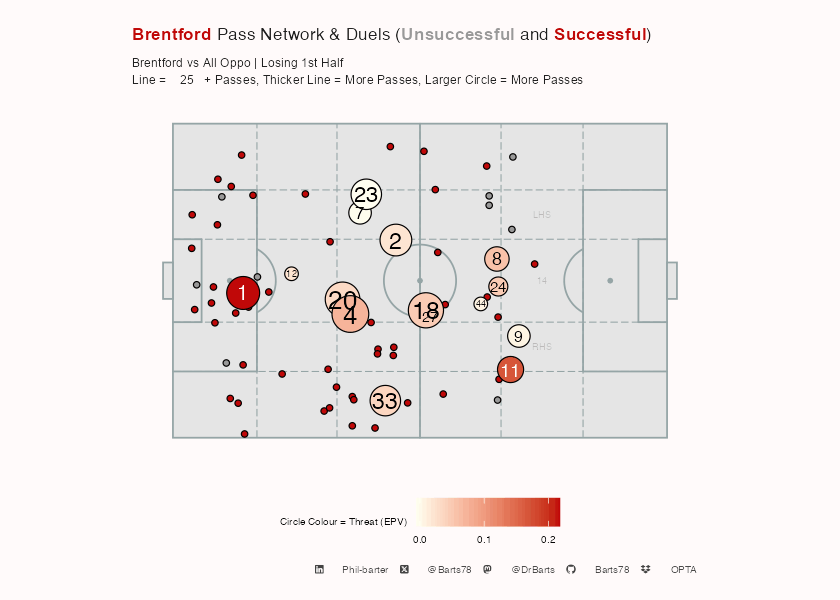 Brentford Pass Network & Duels (Unsuccessful and Successful)
Brentford vs All Oppo | Losing 1st Half
Line = 25 + Passes, Thicker Line = More Passes, Larger Circle = More Passes
23
7
LHS
2
8
12
14
24
1
20
44
4
18
27
9
RHS
11
33
Circle Colour = Threat (EPV)
0.0 0.1 0.2
Phil-barter @Barts78 @DrBarts Barts78 OPTA